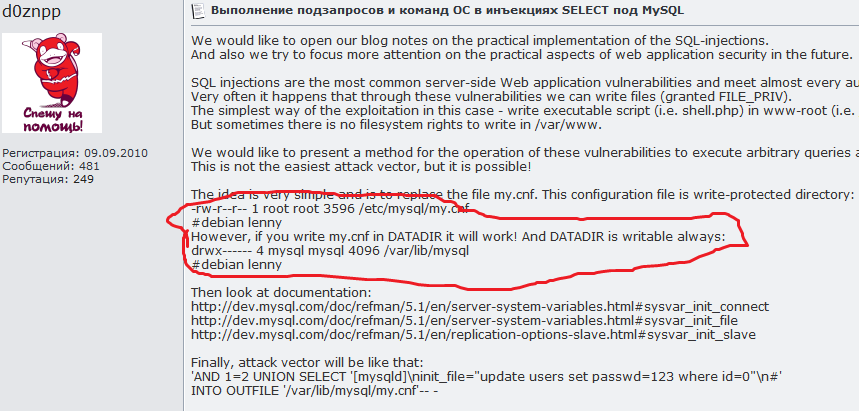 d0znpp
Выполнение подзапросов и команд ОС в инъекциях SELECT под MySQL
Спешу на
помощь!
Регистрация: 09.09.2010
Сообщений: 481
Репутация: 249
We would like to open our blog notes on the practical implementation of the SQL-injections.
And also we try to focus more attention on the practical aspects of web application security in the future.
SQL injections are the most common server-side Web application vulnerabilities and meet almost every au
Very often it happens that through these vulnerabilities we can write files (granted FILE_PRIV).
The simplest way of the exploitation in this case - write executable script (i.e. shell.php) in www-root (i.e.
But sometimes there is no filesystem rights to write in /var/www.
We would like to present a method for the operation of these vulnerabilities to execute arbitrary queries a
This is not the easiest attack vector, but it is possible!
The idea is very simple and is to replace the file my.cnf. This configuration file is write-protected directory:
-rw-r--r-- 1 root root 3596 /etc/mysql/my.cnf
#debian lenny
However, if you write my.cnf in DATADIR it will work! And DATADIR is writable always:
drwx------ 4 mysql mysql 4096 /var/lib/mysql
#debian lenny
Then look at documentation:
http://dev.mysql.com/doc/refman/5.1/en/server-system-variables.html#sysvar_init_connect
http://dev.mysql.com/doc/refman/5.1/en/server-system-variables.html#sysvar_init_file
http://dev.mysql.com/doc/refman/5.1/en/replication-options-slave.html#sysvar_init_slave
Finally, attack vector will be like that:
'AND 1=2 UNION SELECT '[mysqld]\ninit_file="update users set passwd=123 where id=0"\n#'
INTO OUTFILE '/var/lib/mysql/my.cnf'-- -